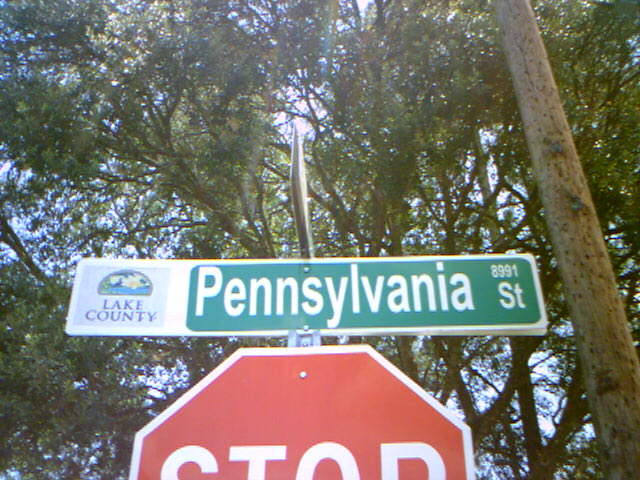 LAKE
COUNTY
Pennsylvania
8991
St
STOP